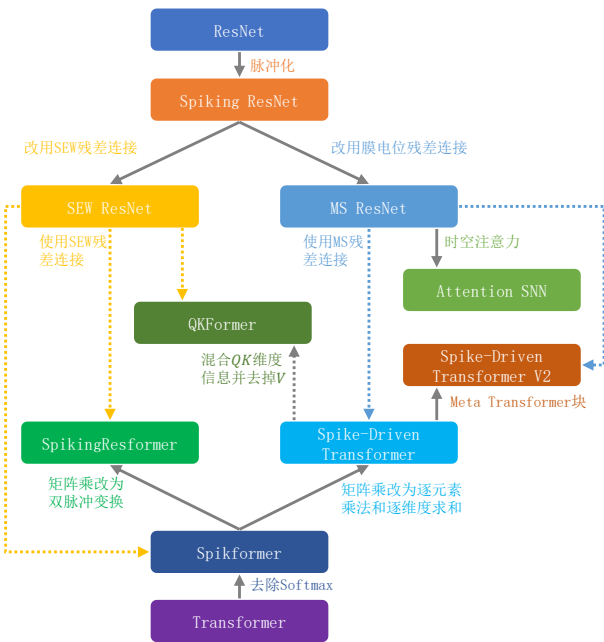 ResNet
脉冲化
Spiking ResNet
改用SEW残差连接
改用膜电位残差连接
SEW ResNet
MS ResNet
使用SEW残
差连接
使用MS残
差连接
时空注意力
Attention SNN
QKFormer
混合QK维度
信息并去掉V
Spike-Driven
Transformer V2
Meta Transformer块
SpikingResformer
Spike-Driven
Transformer
矩阵乘改为
双脉冲变换
矩阵乘改为逐元素
乘法和逐维度求和
Spikformer
去除Softmax
Transformer